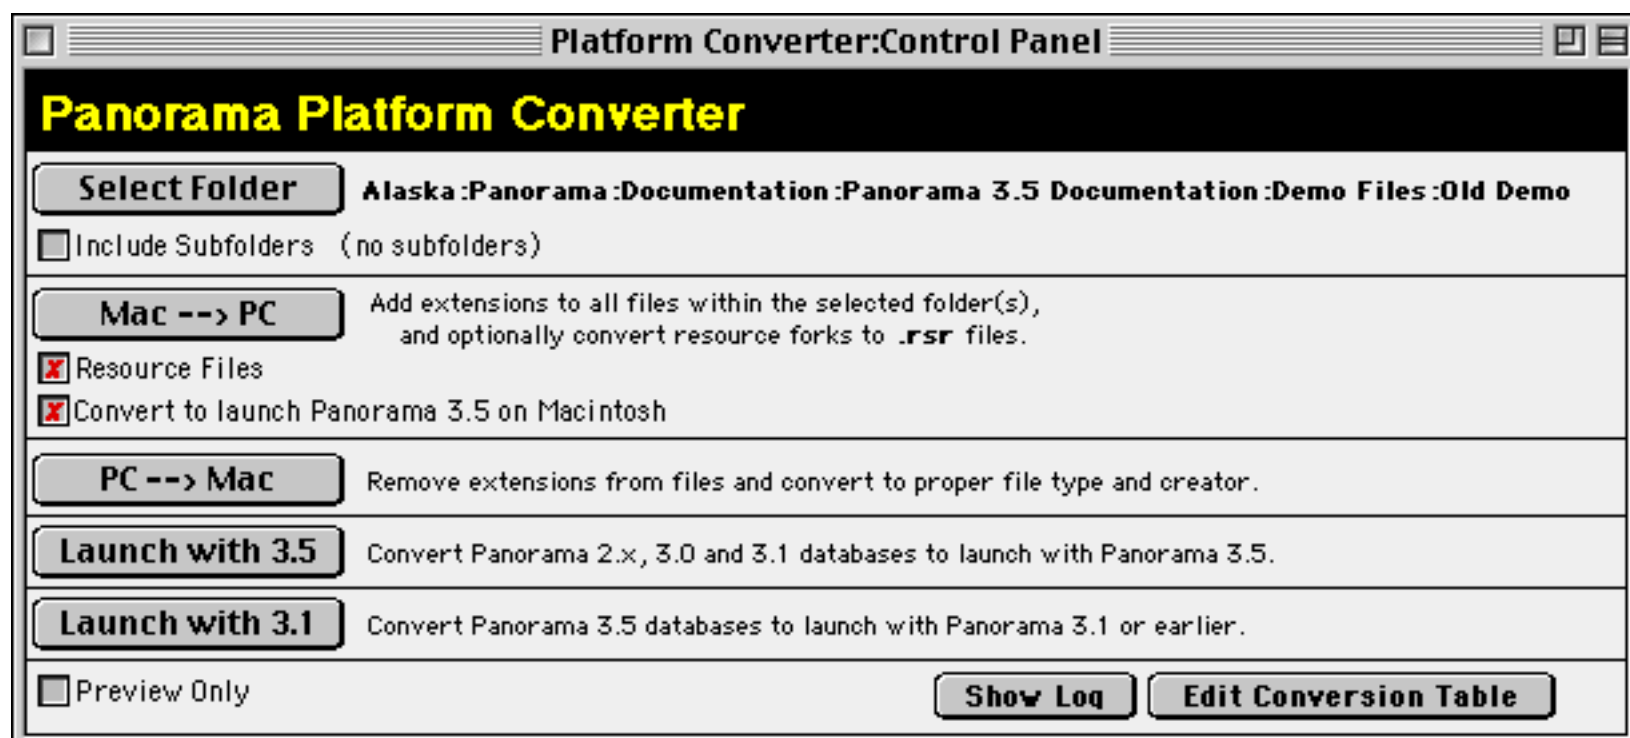 Platform Converter:Control Panel
Panorama Platform Converter
Select Folder Alaska:Panorama:Documentation:Panorama 3.5 Documentation:Demo Files:Old Demo
Include Subfolders (no subfolders)
Mac --> PC Add extensions to all files within the selected folder(s),
and optionally convert resource forks to .rsr files.
Resource Files
Convert to launch Panorama 3.5 on Macintosh
PC --> Mac Remove extensions from files and convert to proper file type and creator.
Launch with 3.5 Convert Panorama 2.x, 3.0 and 3.1 databases to launch with Panorama 3.5.
Launch with 3.1 Convert Panorama 3.5 databases to launch with Panorama 3.1 or earlier.
Preview Only Show Log Edit Conversion Table